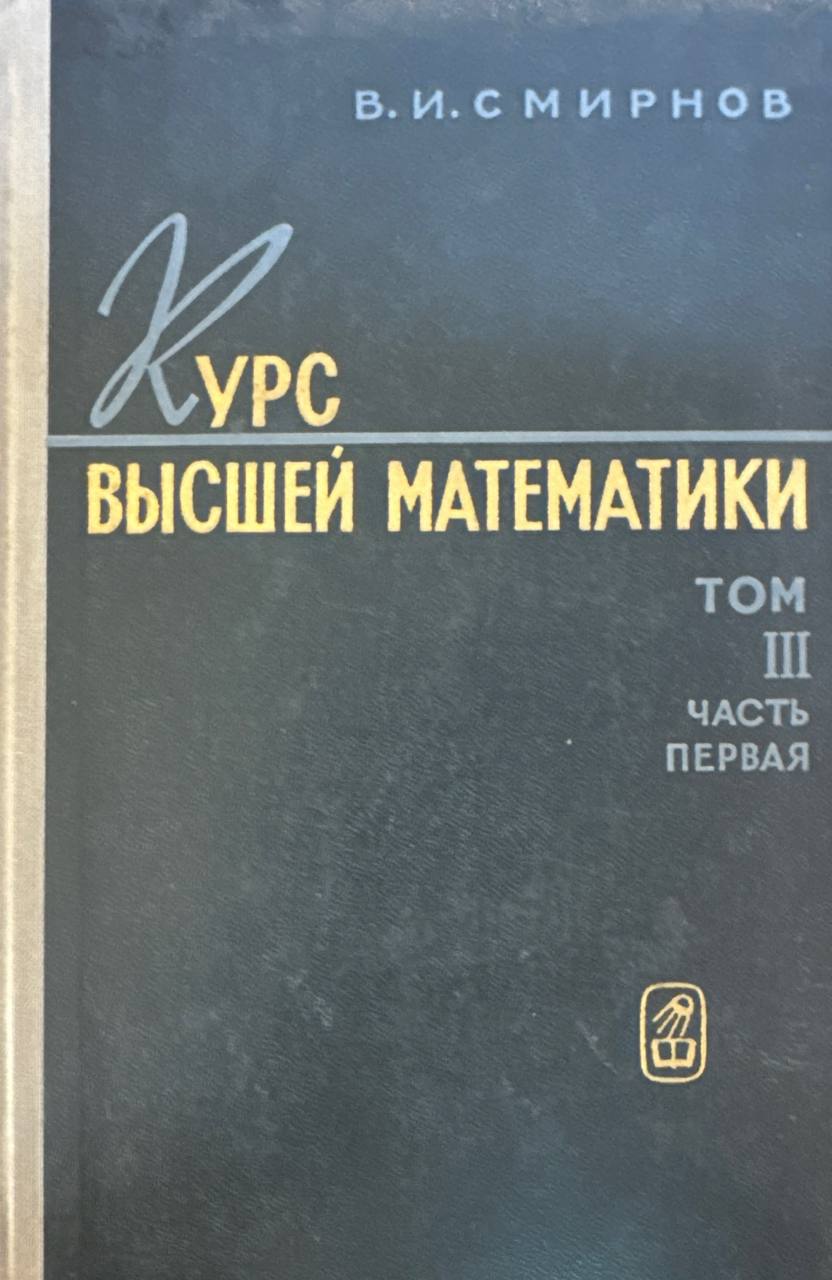 В. И. СМИРНОВ
КУРС
ВЫСШЕЙ МАТЕМАТИКИ
ТОМ
III
ЧАСТЬ
ПЕРВАЯ